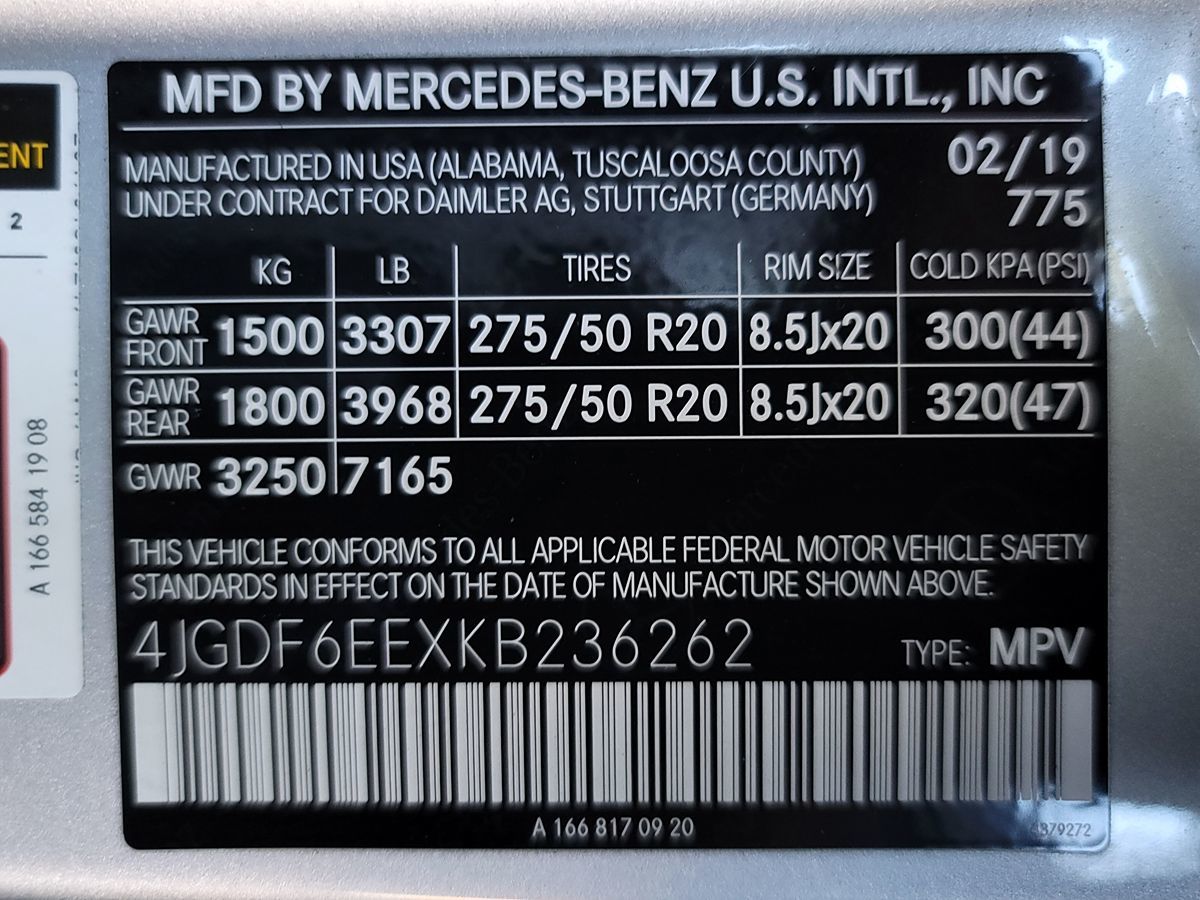 MFD BY MERCEDES-BENZ U.S. INTL., INC
MANUFACTURED IN USA (ALABAMA, TUSCALOOSA COUNTY) 02/19
UNDER CONTRACT FOR DAIMLER AG, STUTTGART (GERMANY) 775
KG LB TIRES RIM SIZE COLD KPA (PSI)
GAWR FRONT 1500 3307 275/50 R20 8.5Jx20 300(44)
GAWR REAR 1800 3968 275/50 R20 8.5Jx20 320(47)
GVWR 3250 7165
THIS VEHICLE CONFORMS TO ALL APPLICABLE FEDERAL MOTOR VEHICLE SAFETY
STANDARDS IN EFFECT ON THE DATE OF MANUFACTURE SHOWN ABOVE.
4JGDF6EEXKB236262 TYPE: MPV
A 166 817 09 20
ENT
2
A 166 584 19 08